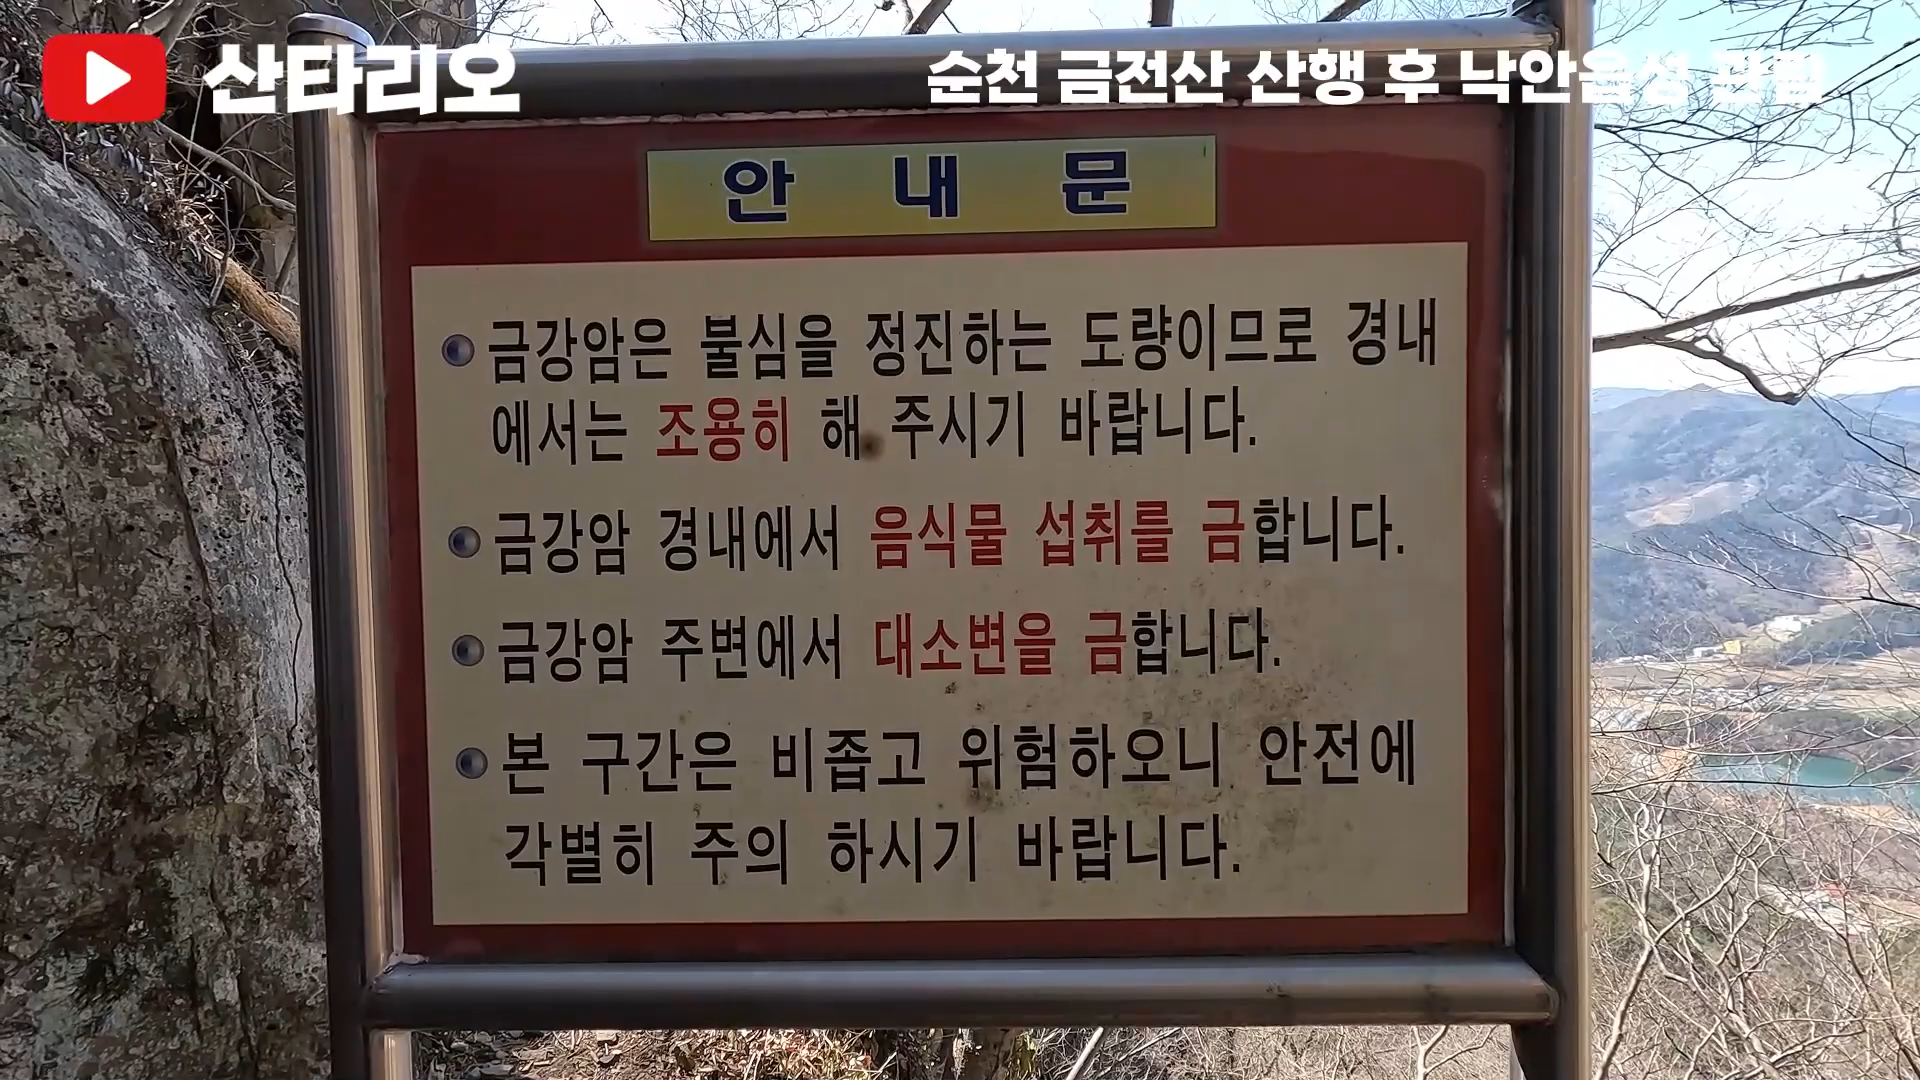 산타리오
순천 금전산 산행 후 낙안읍성 관람
안 내 문
금강암은 불심을 정진하는 도량이므로 경내
에서는 조용히 해 주시기 바랍니다.
금강암 경내에서 음식물 섭취를 금합니다.
금강암 주변에서 대소변을 금합니다.
본 구간은 비좁고 위험하오니 안전에
각별히 주의 하시기 바랍니다.